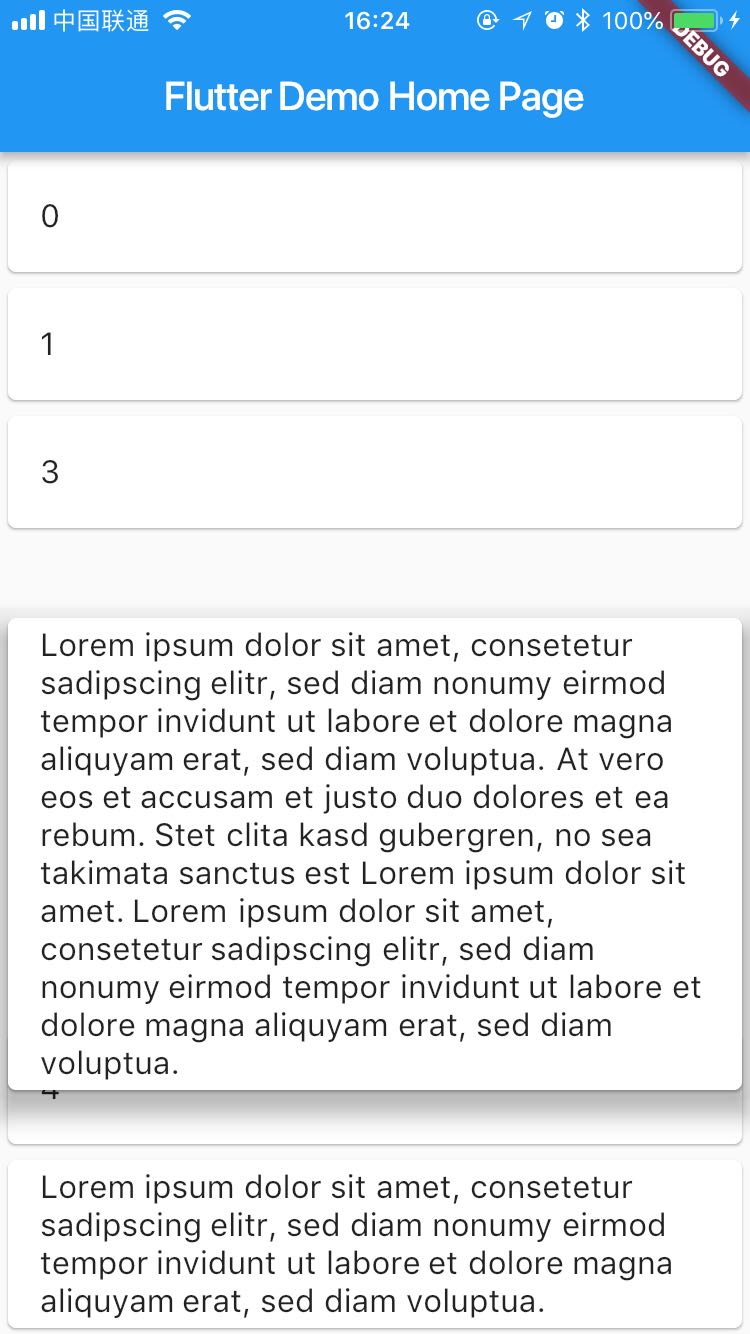 中国联通 16:24 100%
DEBUG
Flutter Demo Home Page
0
1
3
Lorem ipsum dolor sit amet, consetetur
sadipscing elitr, sed diam nonumy eirmod
tempor invidunt ut labore et dolore magna
aliquyam erat, sed diam voluptua. At vero
eos et accusam et justo duo dolores et ea
rebum. Stet clita kasd gubergren, no sea
takimata sanctus est Lorem ipsum dolor sit
amet. Lorem ipsum dolor sit amet,
consetetur sadipscing elitr, sed diam
nonumy eirmod tempor invidunt ut labore et
dolore magna aliquyam erat, sed diam
voluptua.
4
Lorem ipsum dolor sit amet, consetetur
sadipscing elitr, sed diam nonumy eirmod
tempor invidunt ut labore et dolore magna
aliquyam erat, sed diam voluptua.